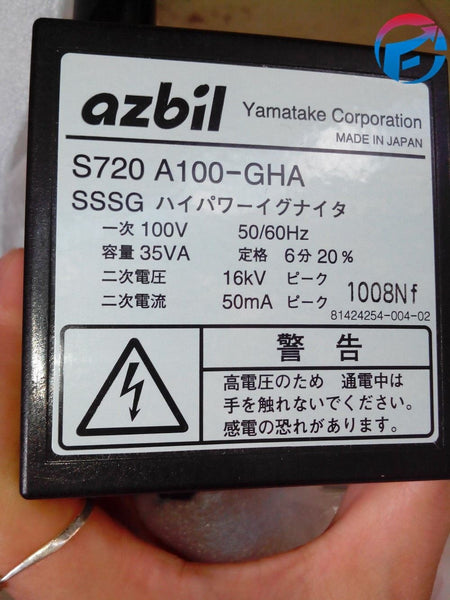 azbil Yamatake Corporation
MADE IN JAPAN
S720 A100-GHA
SSSG ハイパワーイグナイタ
一次 100V 50/60Hz
容量 35VA 定格 6分 20%
二次電圧 16kV ピーク
二次電流 50mA ピーク 1008Nf
81424254-004-02
警告
高電圧のため 通電中は
手を触れないでください。
感電の恐れがあります。